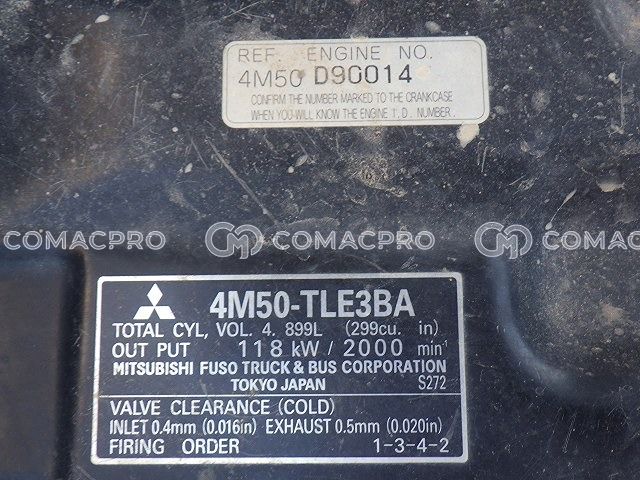 REF. ENGINE NO.
4M50 D90014
CONFIRM THE NUMBER MARKED TO THE CRANKCASE
WHEN YOU WILL KNOW THE ENGINE I.D. NUMBER.
COMACPRO COMACPRO COMACPRO
4M50-TLE3BA
TOTAL CYL, VOL. 4. 899L (299cu. in)
OUT PUT 118 kW / 2000 min-1
MITSUBISHI FUSO TRUCK & BUS CORPORATION
TOKYO JAPAN S272
VALVE CLEARANCE (COLD)
INLET 0.4mm (0.016in) EXHAUST 0.5mm (0.020in)
FIRING ORDER 1-3-4-2